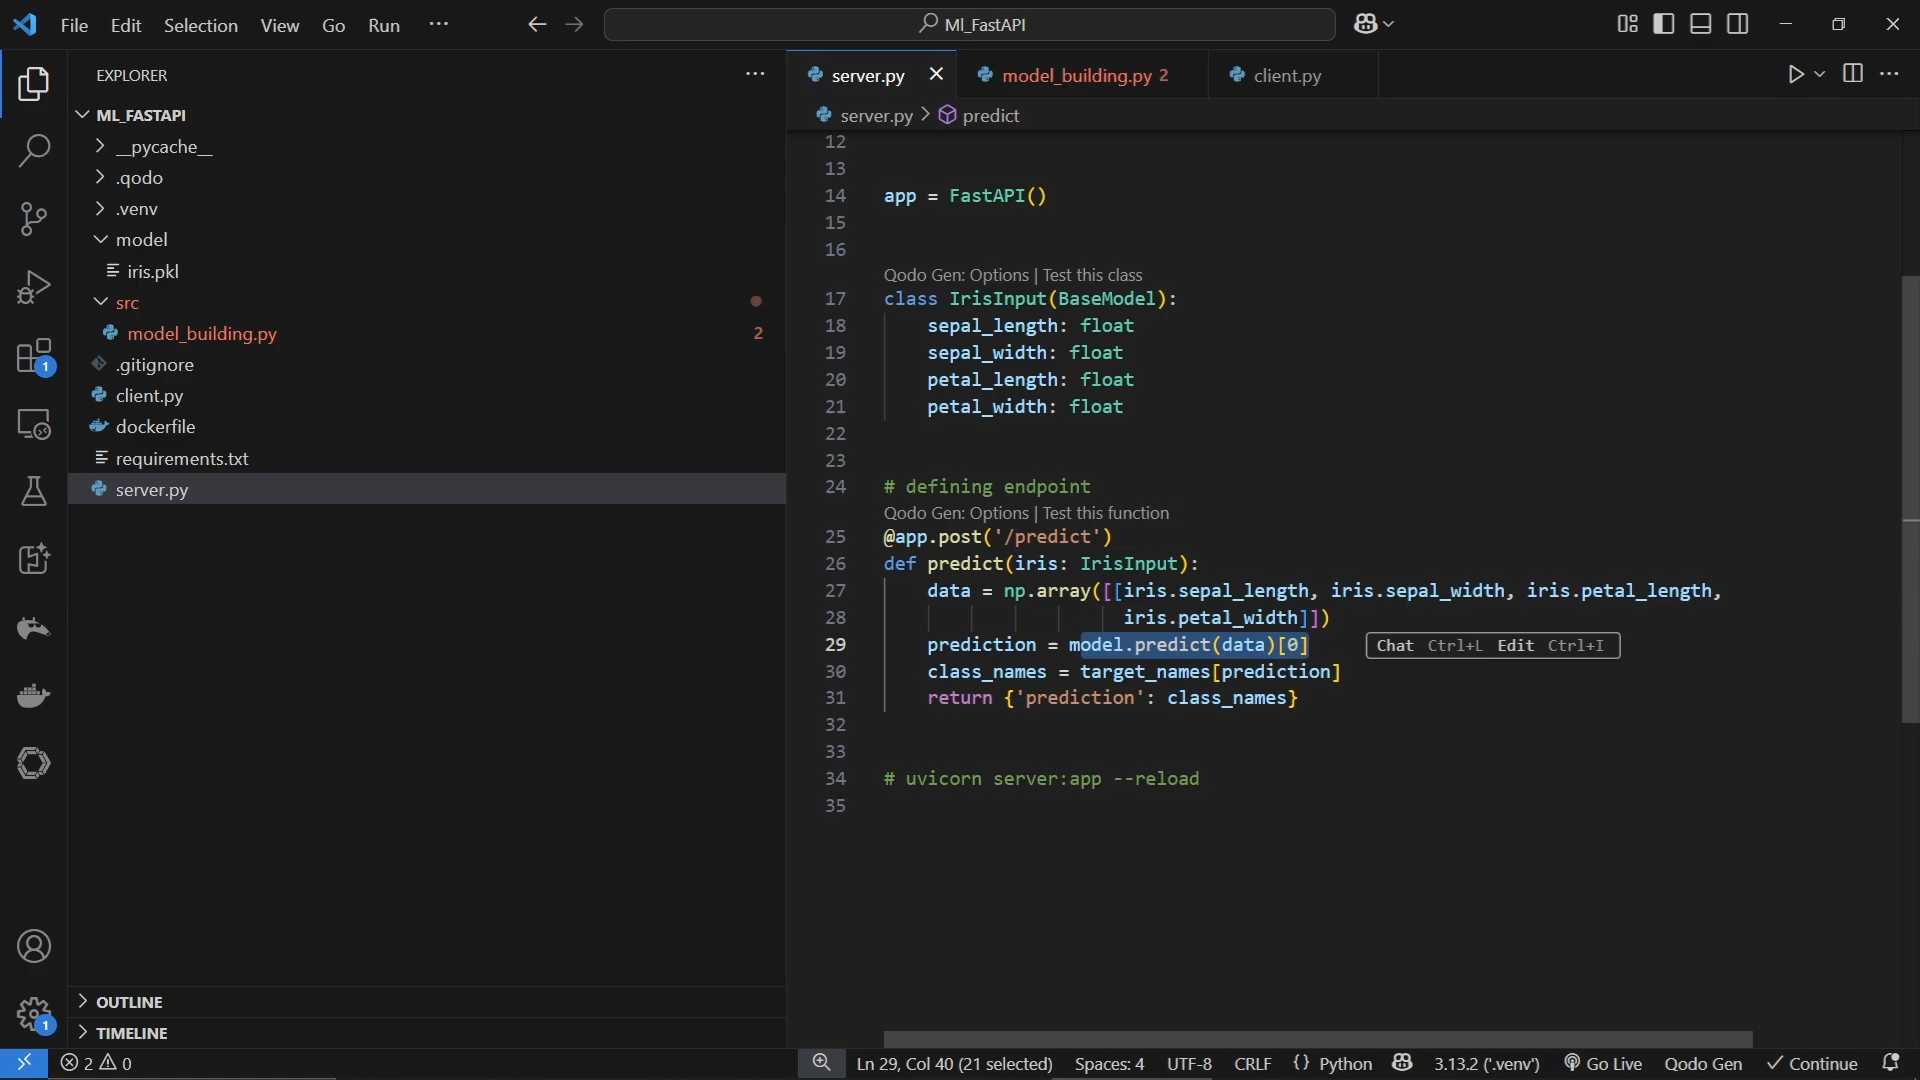 File Edit Selection View Go Run ···
Ml_FastAPI
EXPLORER ···
ML_FASTAPI
__pycache__
.qodo
.venv
model
iris.pkl
src
model_building.py 2
.gitignore
client.py
dockerfile
requirements.txt
server.py
OUTLINE
TIMELINE
1
1
server.py
model_building.py 2
client.py
server.py > predict
12
13
14 app = FastAPI()
15
16
Qodo Gen: Options | Test this class
17 class IrisInput(BaseModel):
18 sepal_length: float
19 sepal_width: float
20 petal_length: float
21 petal_width: float
22
23
24 # defining endpoint
Qodo Gen: Options | Test this function
25 @app.post('/predict')
26 def predict(iris: IrisInput):
27 data = np.array([[iris.sepal_length, iris.sepal_width, iris.petal_length,
28 iris.petal_width]])
29 prediction = model.predict(data)[0] Chat Ctrl+L Edit Ctrl+I
30 class_names = target_names[prediction]
31 return {'prediction': class_names}
32
33
34 # uvicorn server:app --reload
35
2 0 Ln 29, Col 40 (21 selected) Spaces: 4 UTF-8 CRLF {} Python 3.13.2 ('.venv') Go Live Qodo Gen Continue